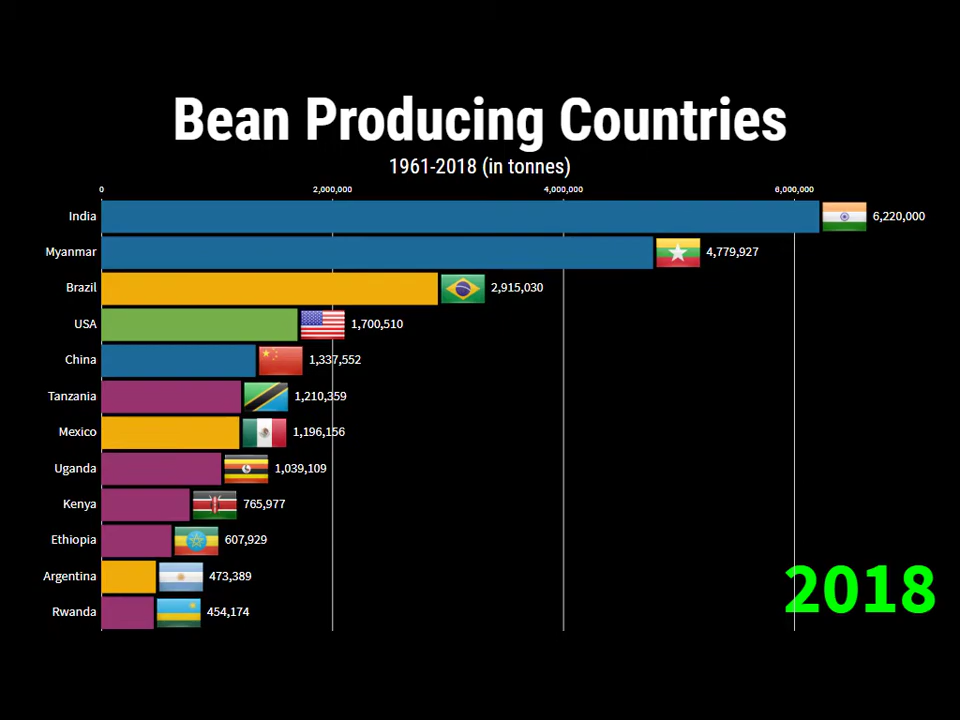 Bean Producing Countries
1961-2018 (in tonnes)
0 2,000,000 4,000,000 6,000,000
India 6,220,000
Myanmar 4,779,927
Brazil 2,915,030
USA 1,700,510
China 1,337,552
Tanzania 1,210,359
Mexico 1,196,156
Uganda 1,039,109
Kenya 765,977
Ethiopia 607,929
Argentina 473,389
Rwanda 454,174
2018